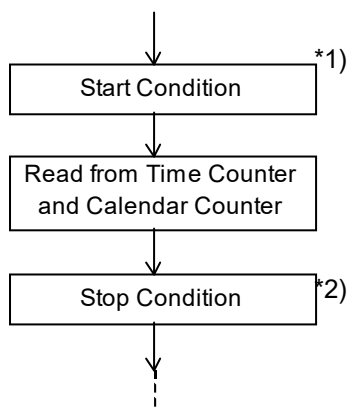 *1)
Start Condition
Read from Time Counter
and Calendar Counter
Stop Condition
*2)